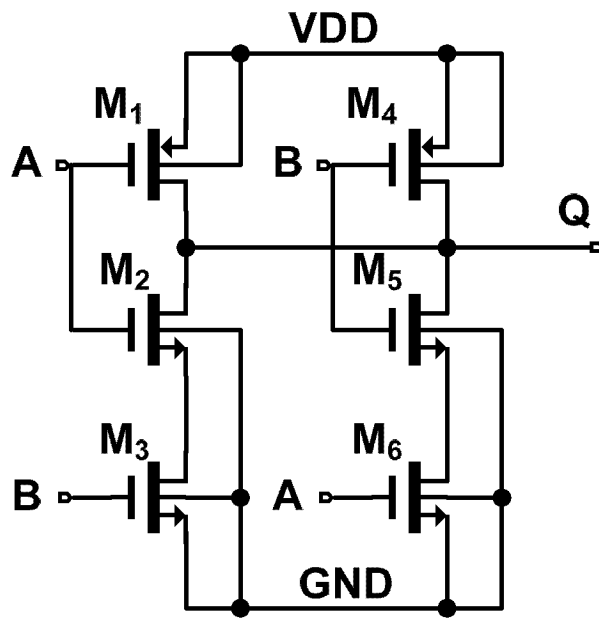 VDD
M₁ M₄
A B
Q
M₂ M₅
M₃ M₆
B A
GND